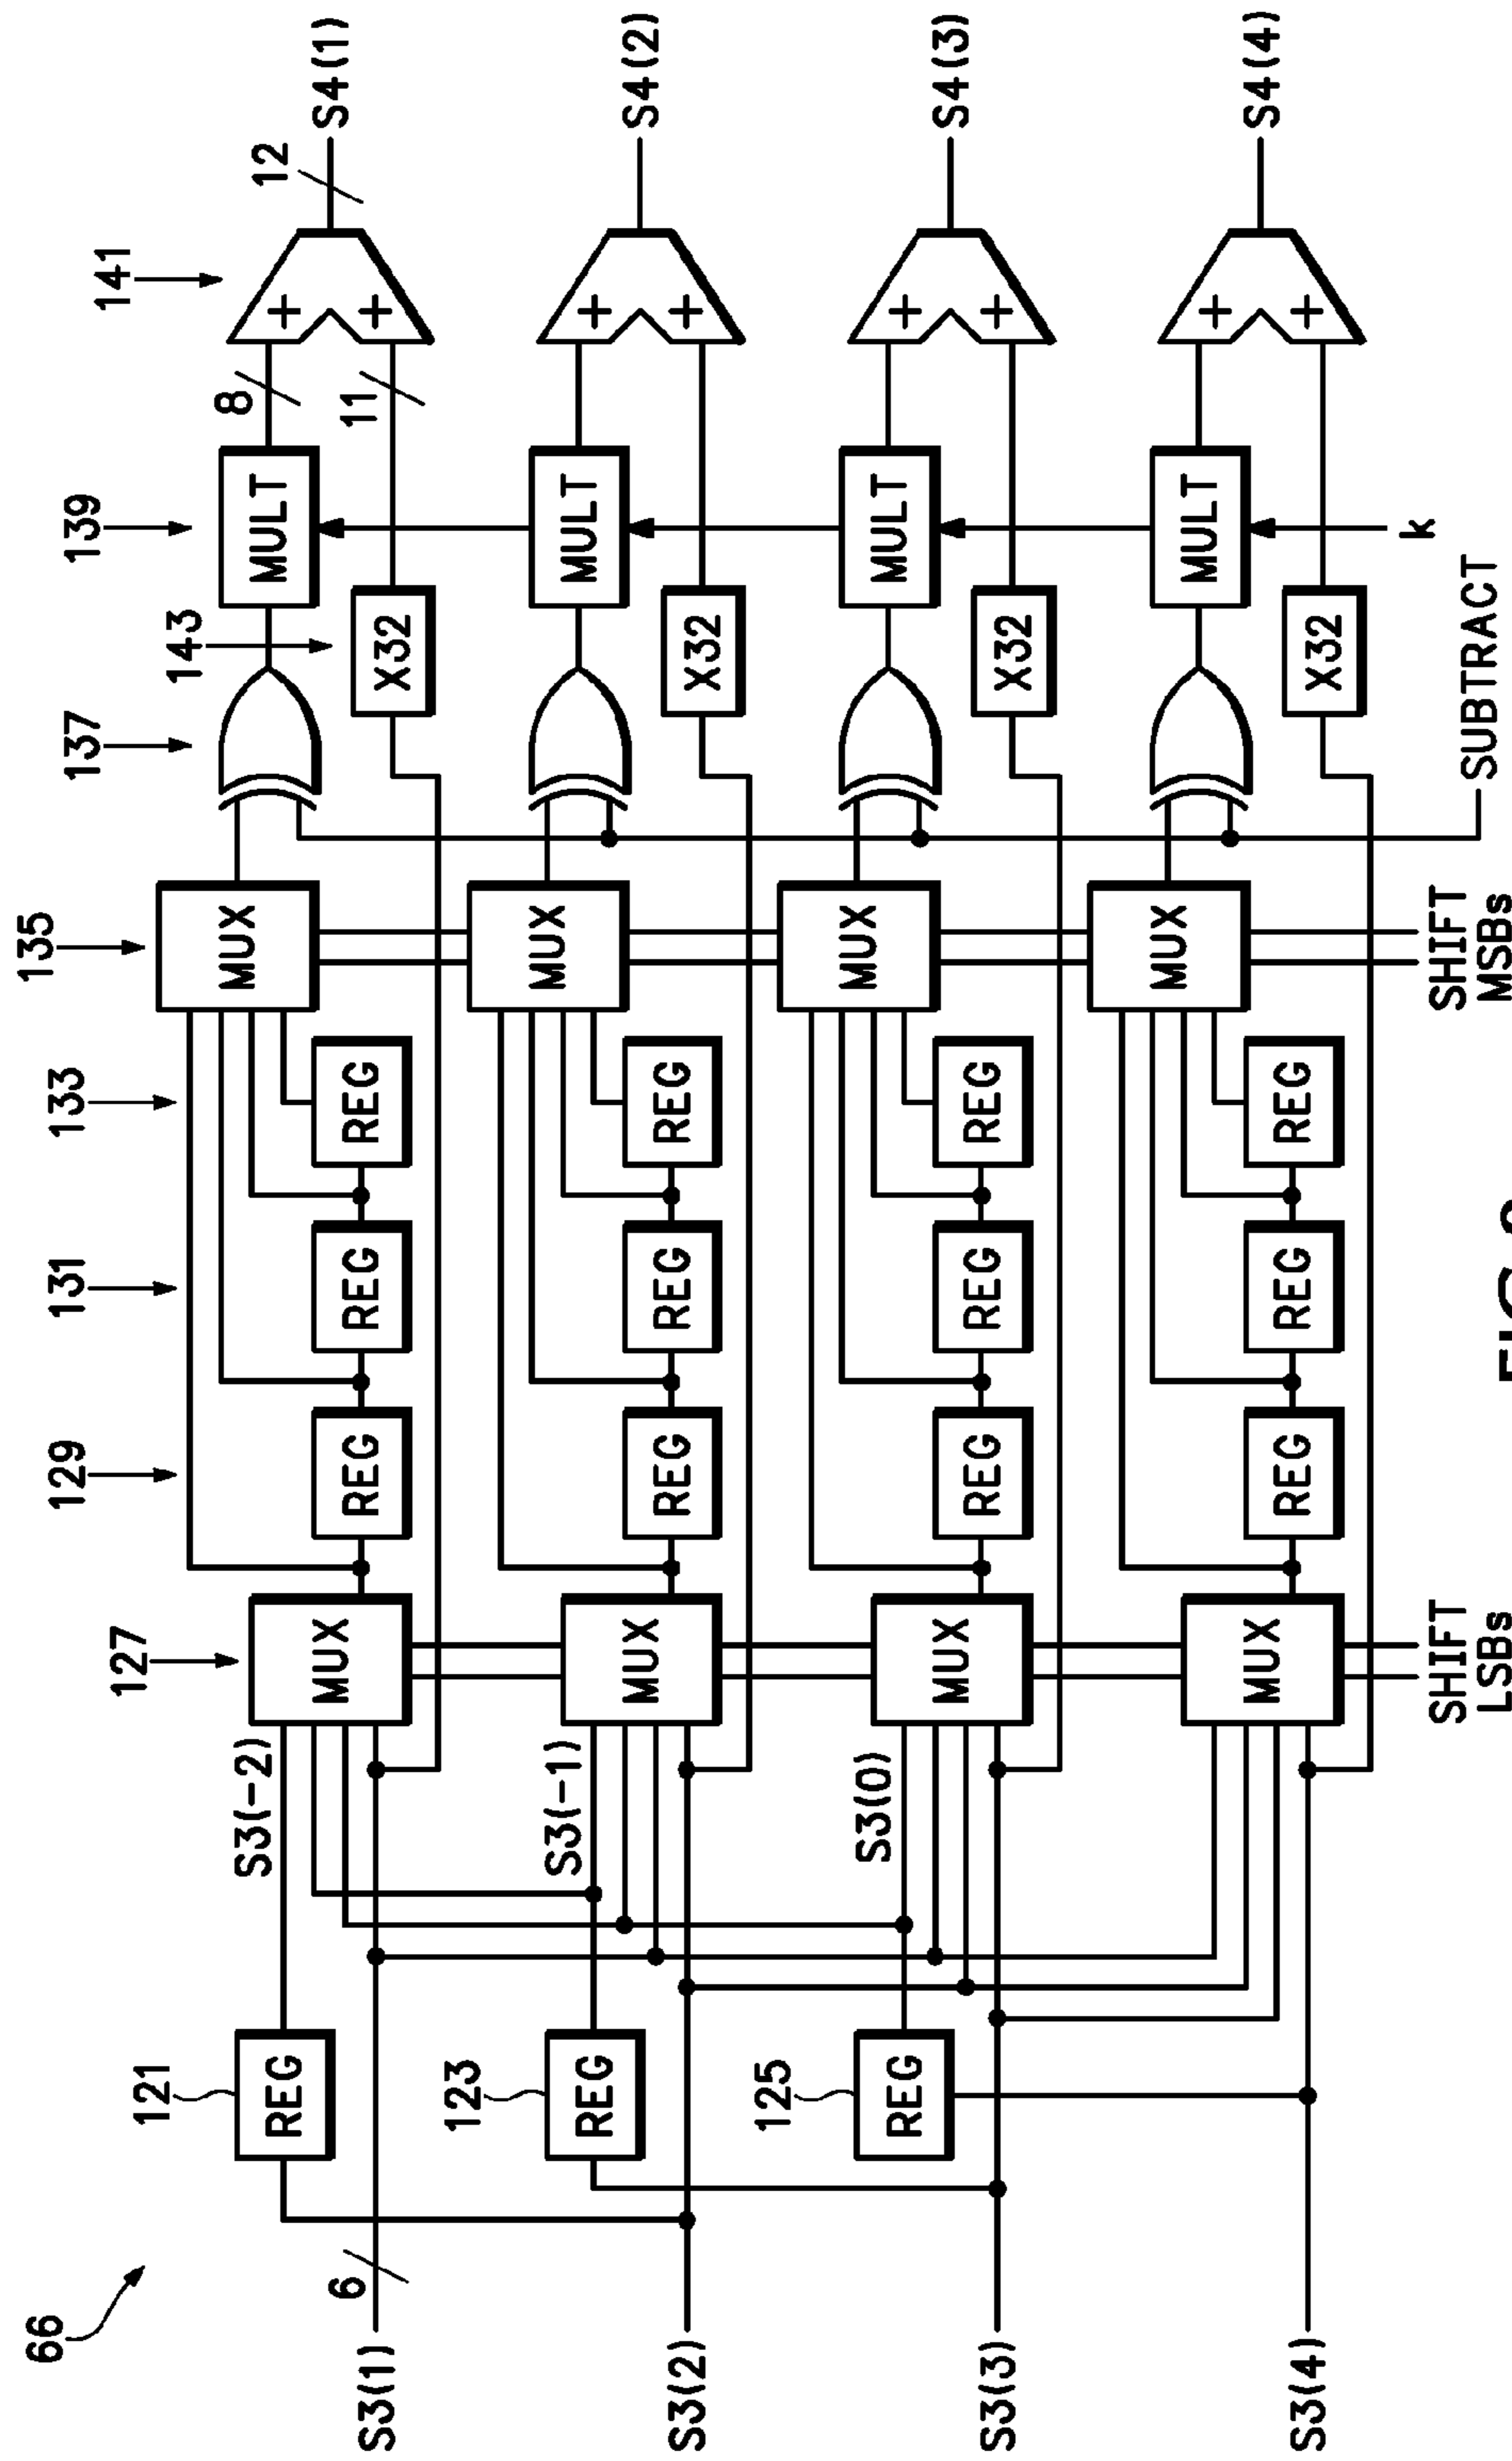 66
135
129
131
133
137
139
141
127
121
143
S3(-2)
REG
MUX
REG
REG
REG
MUX
MULT
8
12
S3(1)
6
X32
11
+
+
S4(1)
123
S3(-1)
REG
MUX
REG
REG
REG
MUX
MULT
S3(2)
X32
+
+
S4(2)
125
S3(0)
REG
MUX
REG
REG
REG
MUX
MULT
S3(3)
X32
+
+
S4(3)
MUX
REG
REG
REG
MUX
MULT
S3(4)
X32
+
+
S4(4)
k
SHIFT
LSBs
SHIFT
MSBs
SUBTRACT